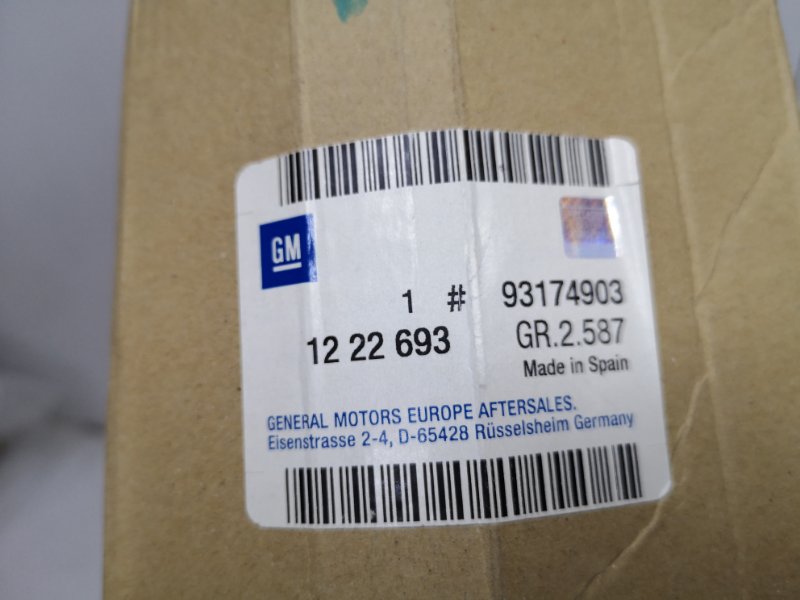 GM
1 # 93174903
12 22 693 GR.2.587
Made in Spain
GENERAL MOTORS EUROPE AFTERSALES.
Eisenstrasse 2-4, D-65428 Rüsselsheim Germany